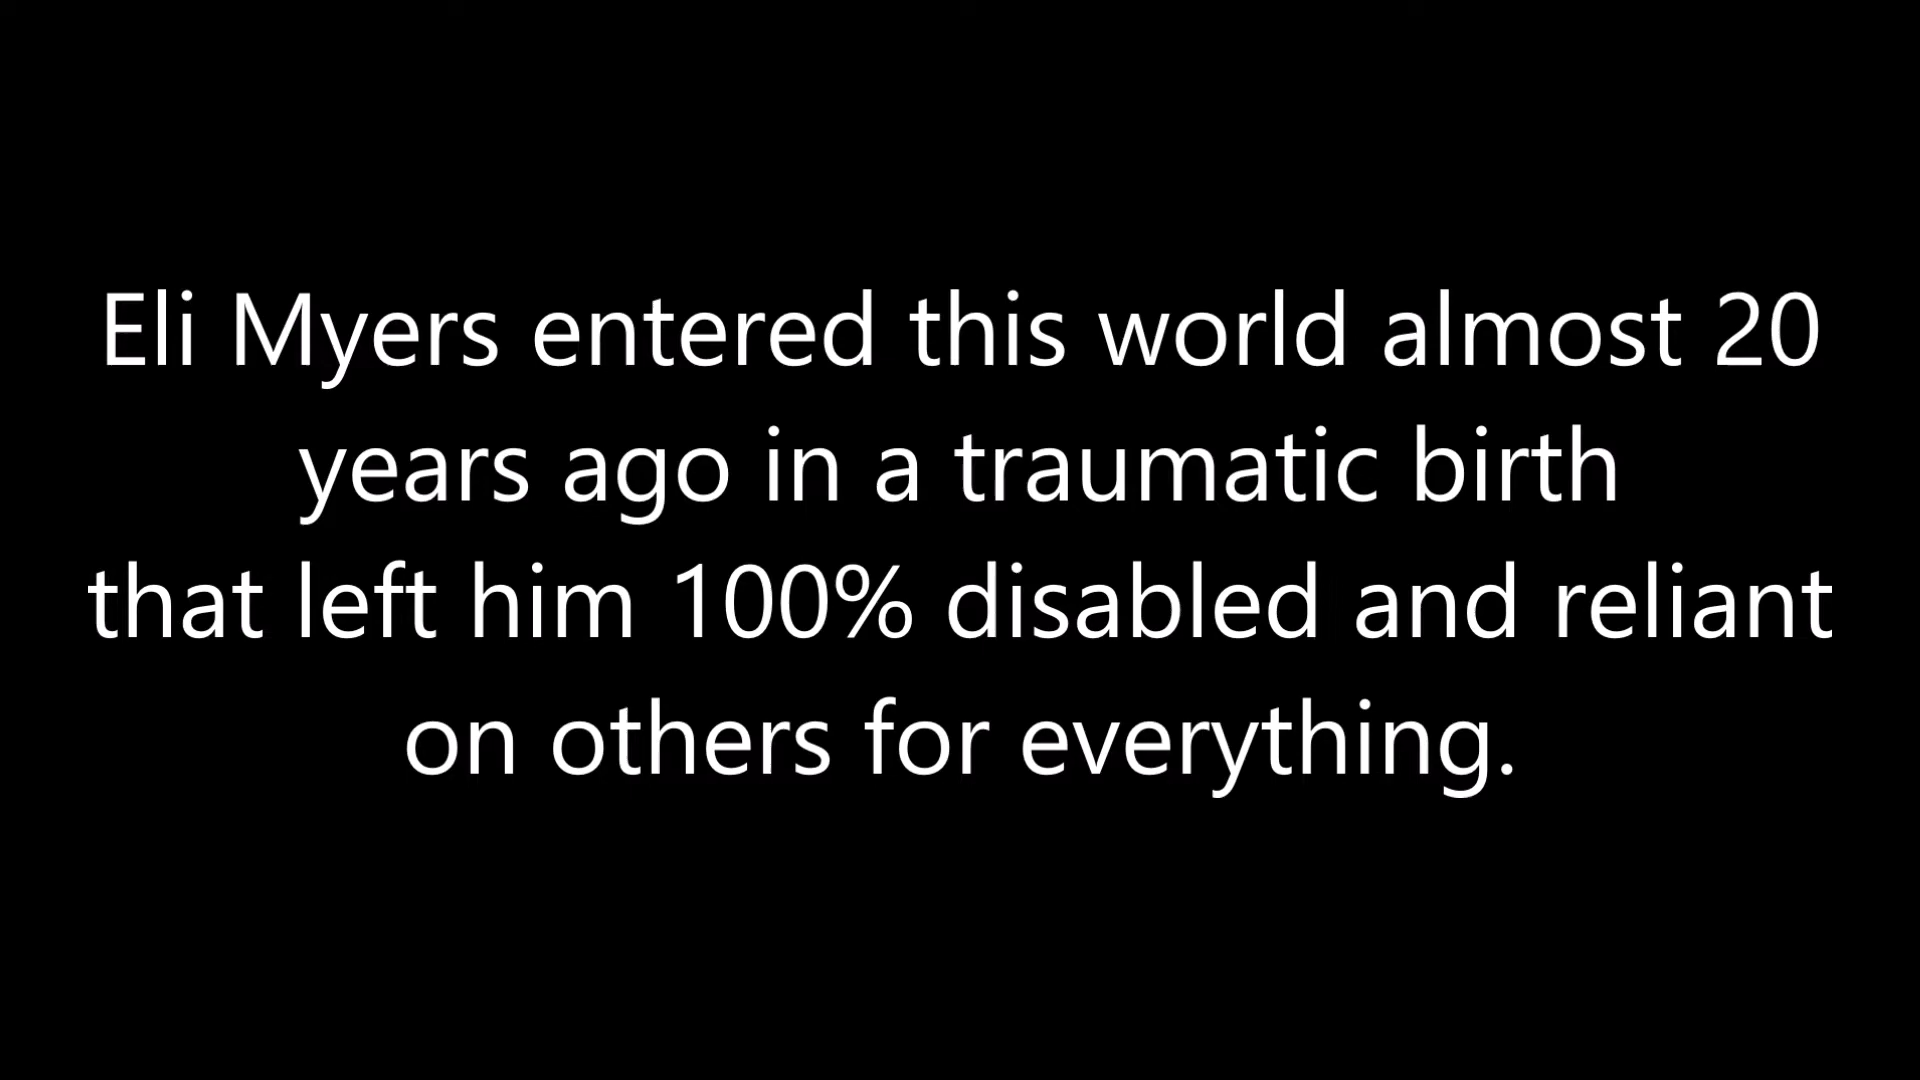 Eli Myers entered this world almost 20
years ago in a traumatic birth
that left him 100% disabled and reliant
on others for everything.